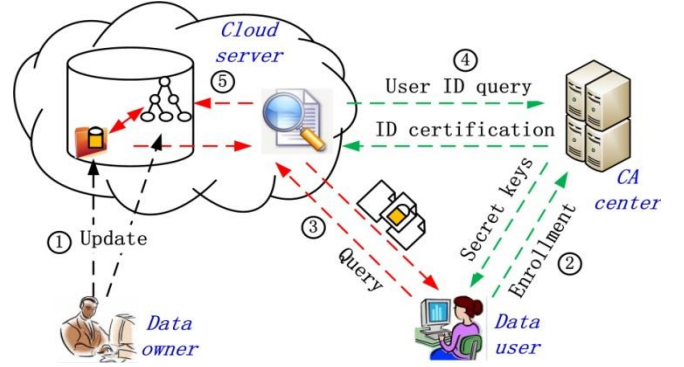 Cloud
server
④
User ID query
⑤
ID certification
CA
center
Secret keys
Enrollment
②
③
Query
① Update
Data
owner
Data
user